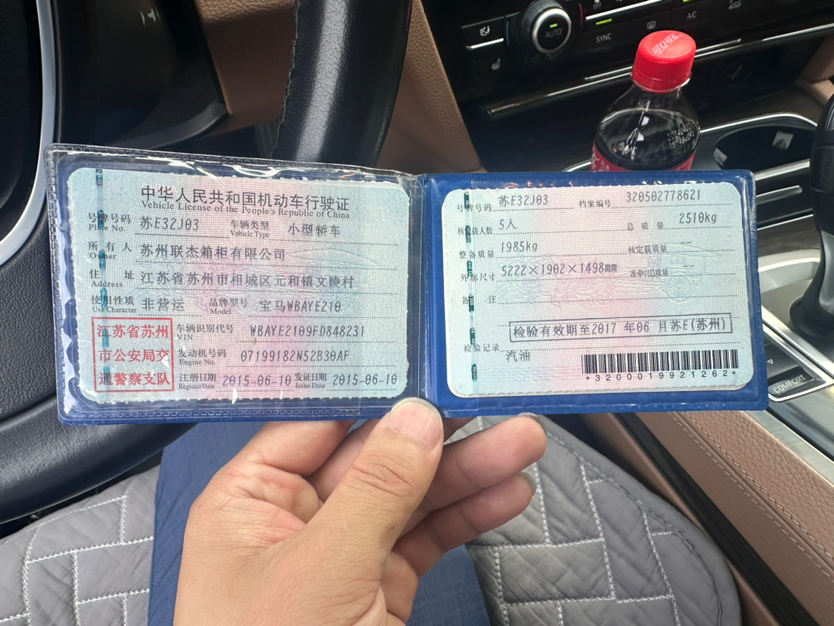 中华人民共和国机动车行驶证
Vehicle License of the People's Republic of China
号牌号码 苏E32J03 车辆类型 小型轿车
Plate No. Vehicle Type
所有人 苏州联杰箱柜有限公司
Owner
住址 江苏省苏州市相城区元和镇文陵村
Address
使用性质 非营运 品牌型号 宝马WBAYE210
Use Character Model
江苏省苏州
市公安局交
通警察支队
车辆识别代号 WBAYE2109FD848231
VIN
发动机号码 07199182N52B30AF
Engine No.
注册日期 2015-06-10 发证日期 2015-06-10
Register Date Issue Date
号牌号码 苏E32J03 档案编号 320502778621
核定载人数 5人 总质量 2510kg
整备质量 1985kg 核定载质量 --
外廓尺寸 5222×1902×1498mm 准牵引总质量 --
备注
检验有效期至2017年06月苏E(苏州)
检验记录
汽油
*3200019921262*
AUTO
SYNC
A/C
COMFORT